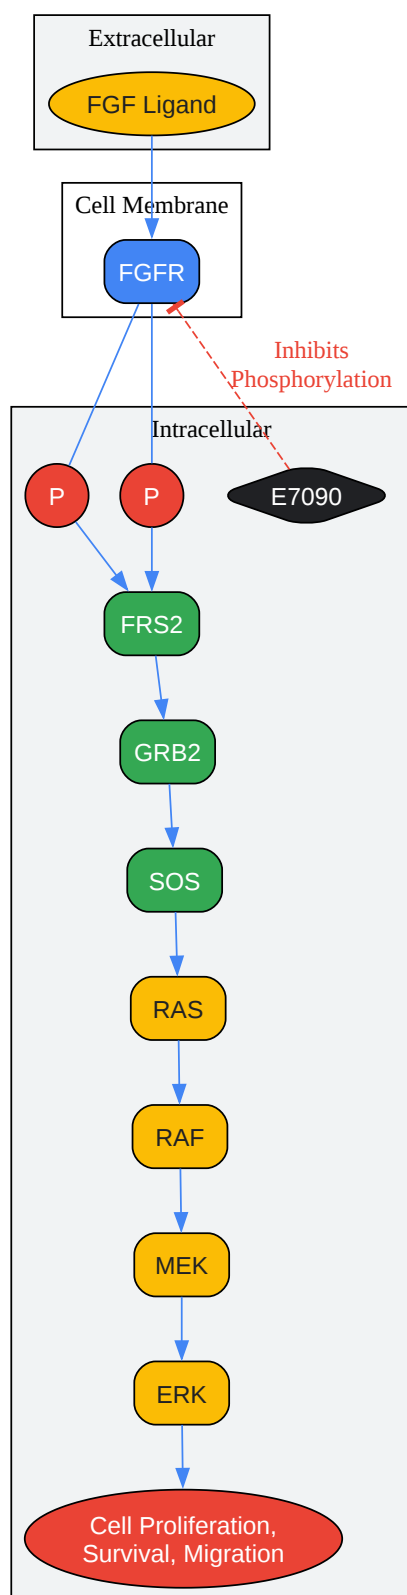 Extracellular
FGF Ligand
Cell Membrane
FGFR
Inhibits
Phosphorylation
Intracellular
P
P
E7090
FRS2
GRB2
SOS
RAS
RAF
MEK
ERK
Cell Proliferation,
Survival, Migration